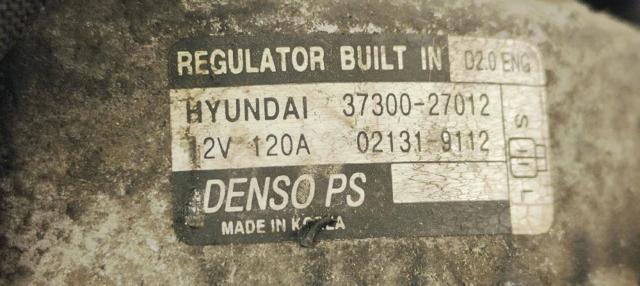 REGULATOR BUILT IN D2.0 ENG
HYUNDAI 37300-27012
12V 120A 02131-9112
S
L
DENSO PS
MADE IN KOREA